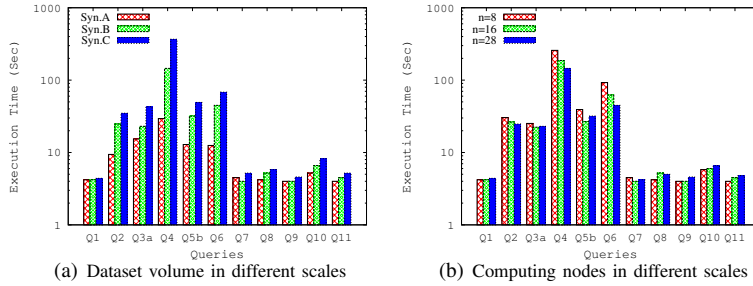 Execution Time (Sec)
1000
100
10
1
Syn.A
Syn.B
Syn.C
Q1 Q2 Q3a Q4 Q5b Q6 Q7 Q8 Q9 Q10 Q11
Queries
(a) Dataset volume in different scales
Execution Time (Sec)
1000
100
10
1
n=8
n=16
n=28
Q1 Q2 Q3a Q4 Q5b Q6 Q7 Q8 Q9 Q10 Q11
Queries
(b) Computing nodes in different scales